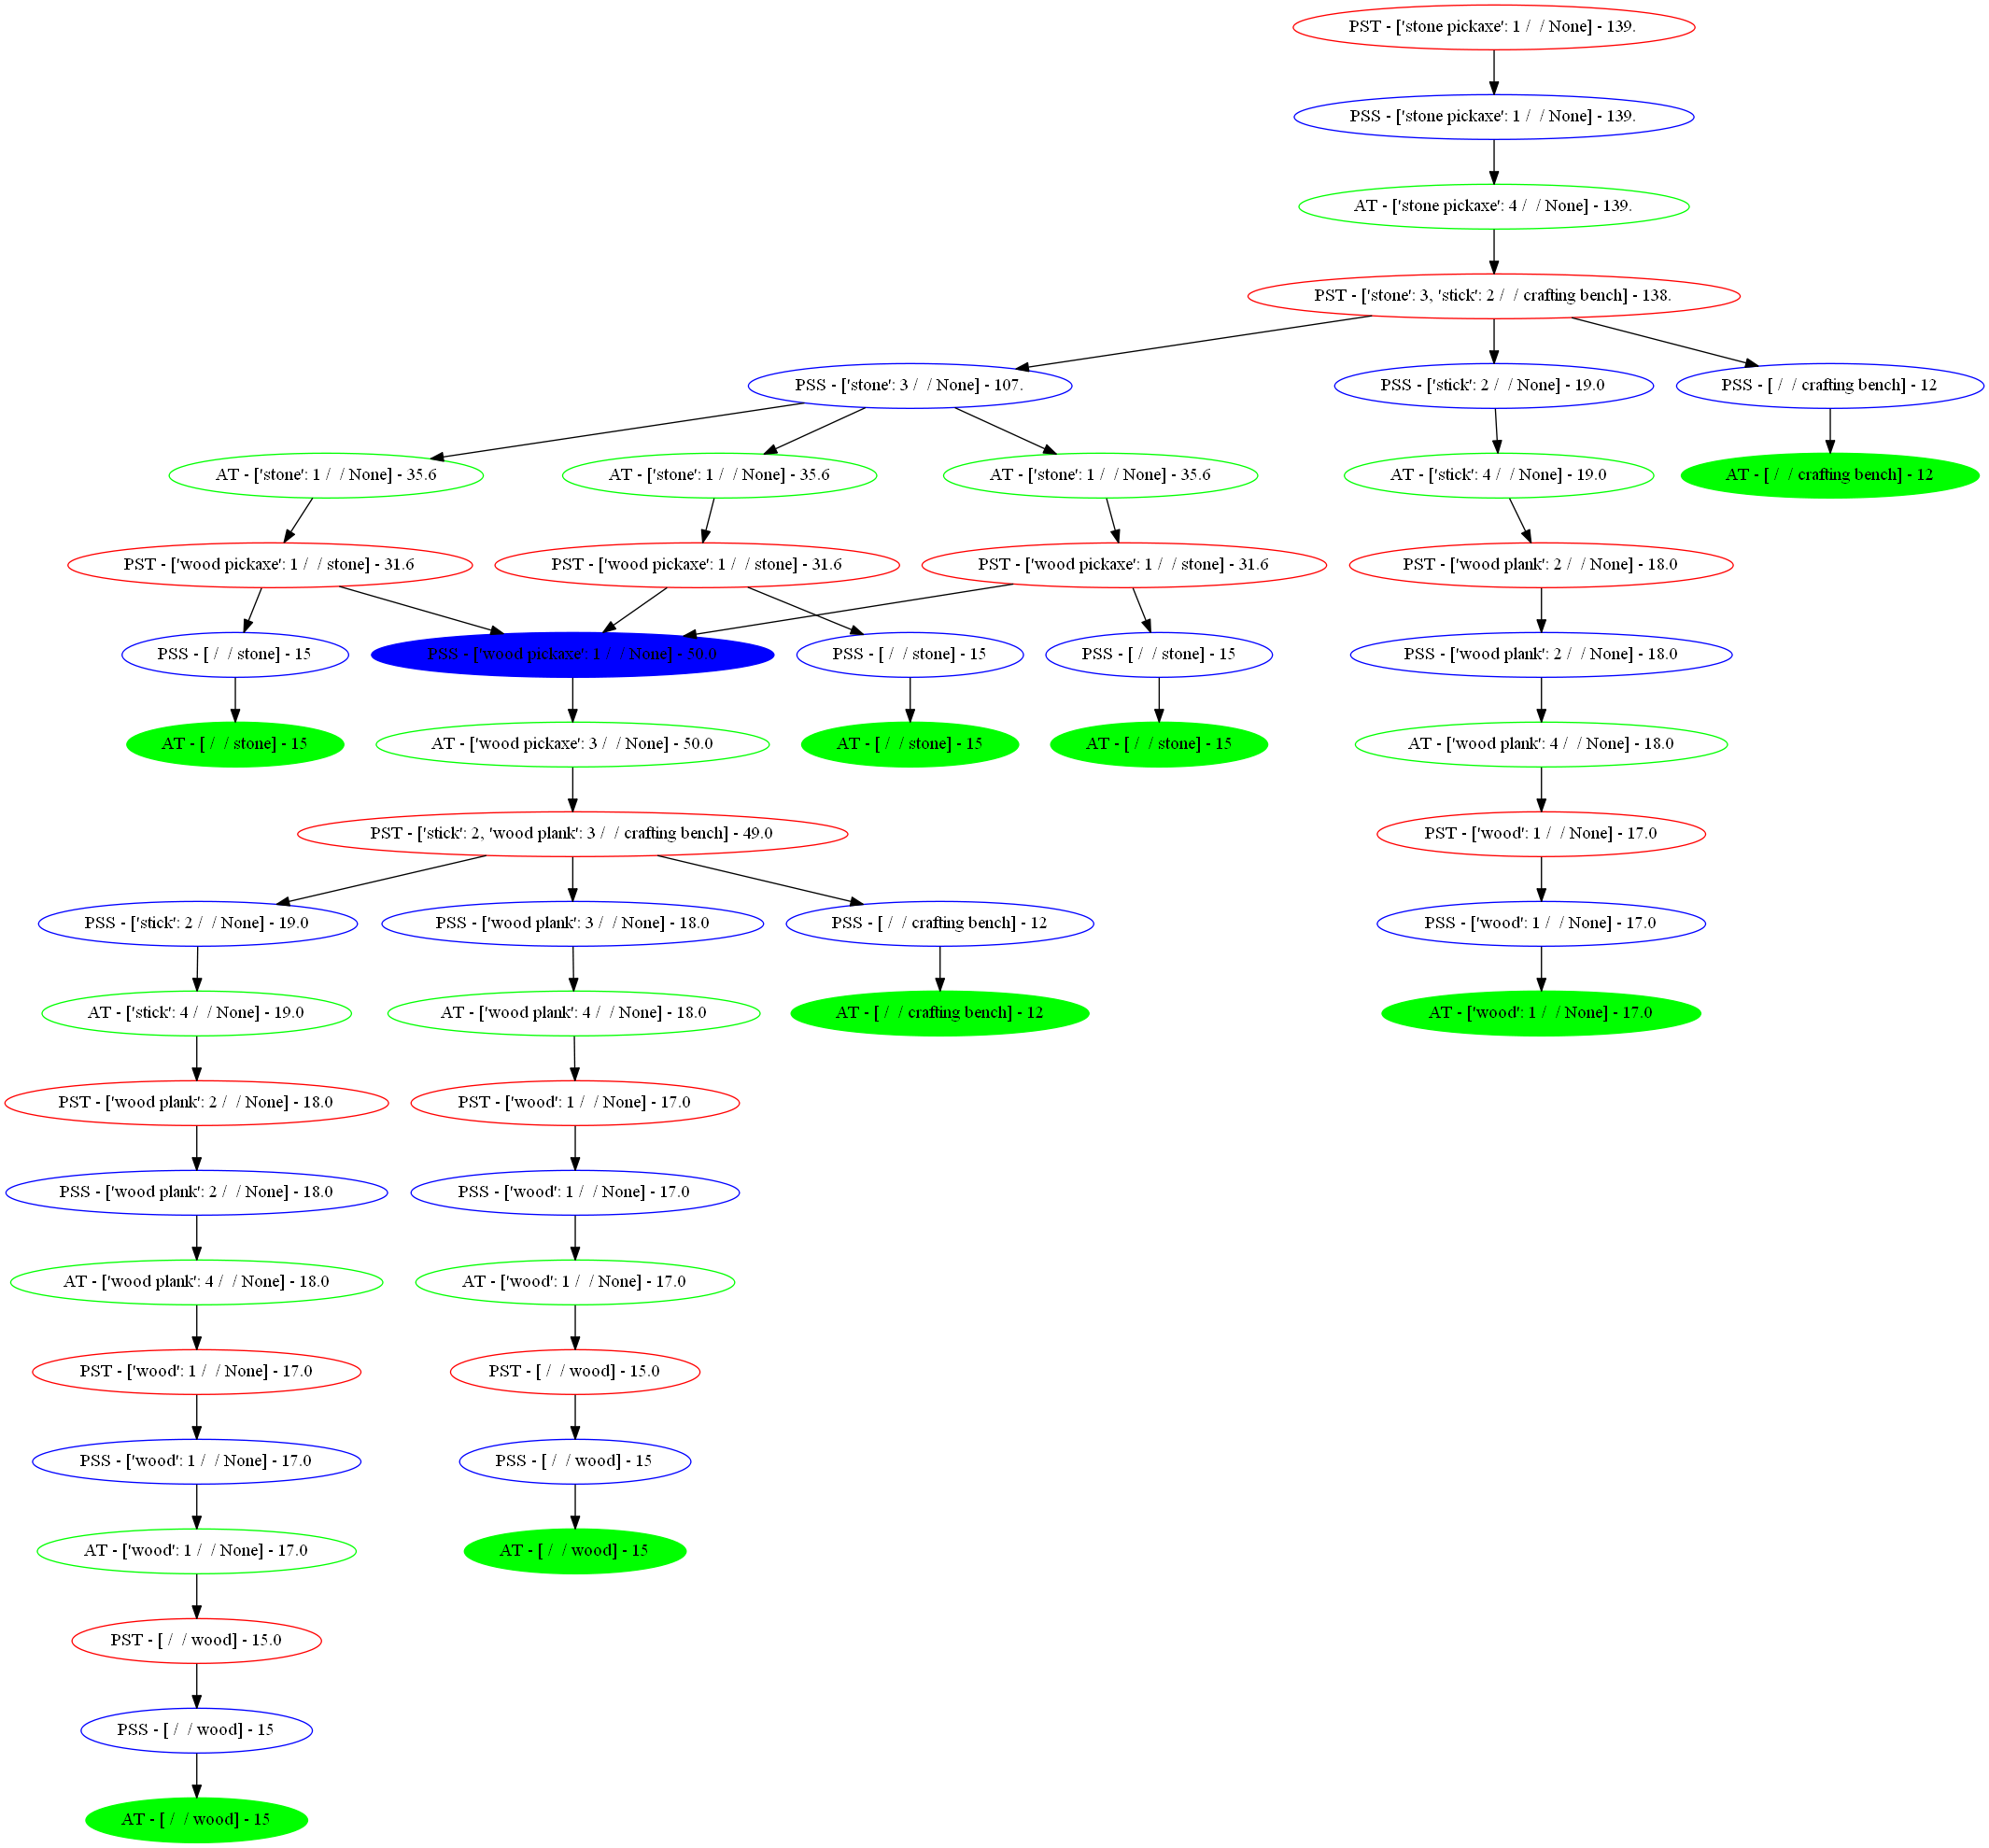 PST - ['stone pickaxe': 1 /  / None] - 139.
PSS - ['stone pickaxe': 1 /  / None] - 139.
AT - ['stone pickaxe': 4 /  / None] - 139.
PST - ['stone': 3, 'stick': 2 /  / crafting bench] - 138.
PSS - ['stone': 3 /  / None] - 107.
PSS - ['stick': 2 /  / None] - 19.0
PSS - [ /  / crafting bench] - 12
AT - ['stone': 1 /  / None] - 35.6
AT - ['stone': 1 /  / None] - 35.6
AT - ['stone': 1 /  / None] - 35.6
AT - ['stick': 4 /  / None] - 19.0
AT - [ /  / crafting bench] - 12
PST - ['wood pickaxe': 1 /  / stone] - 31.6
PST - ['wood pickaxe': 1 /  / stone] - 31.6
PST - ['wood pickaxe': 1 /  / stone] - 31.6
PST - ['wood plank': 2 /  / None] - 18.0
PSS - [ /  / stone] - 15
PSS - ['wood pickaxe': 1 /  / None] - 50.0
PSS - [ /  / stone] - 15
PSS - [ /  / stone] - 15
PSS - ['wood plank': 2 /  / None] - 18.0
AT - [ /  / stone] - 15
AT - ['wood pickaxe': 3 /  / None] - 50.0
AT - [ /  / stone] - 15
AT - [ /  / stone] - 15
AT - ['wood plank': 4 /  / None] - 18.0
PST - ['stick': 2, 'wood plank': 3 /  / crafting bench] - 49.0
PST - ['wood': 1 /  / None] - 17.0
PSS - ['stick': 2 /  / None] - 19.0
PSS - ['wood plank': 3 /  / None] - 18.0
PSS - [ /  / crafting bench] - 12
PSS - ['wood': 1 /  / None] - 17.0
AT - ['stick': 4 /  / None] - 19.0
AT - ['wood plank': 4 /  / None] - 18.0
AT - [ /  / crafting bench] - 12
AT - ['wood': 1 /  / None] - 17.0
PST - ['wood plank': 2 /  / None] - 18.0
PST - ['wood': 1 /  / None] - 17.0
PSS - ['wood plank': 2 /  / None] - 18.0
PSS - ['wood': 1 /  / None] - 17.0
AT - ['wood plank': 4 /  / None] - 18.0
AT - ['wood': 1 /  / None] - 17.0
PST - ['wood': 1 /  / None] - 17.0
PST - [ /  / wood] - 15.0
PSS - ['wood': 1 /  / None] - 17.0
PSS - [ /  / wood] - 15
AT - ['wood': 1 /  / None] - 17.0
AT - [ /  / wood] - 15
PST - [ /  / wood] - 15.0
PSS - [ /  / wood] - 15
AT - [ /  / wood] - 15